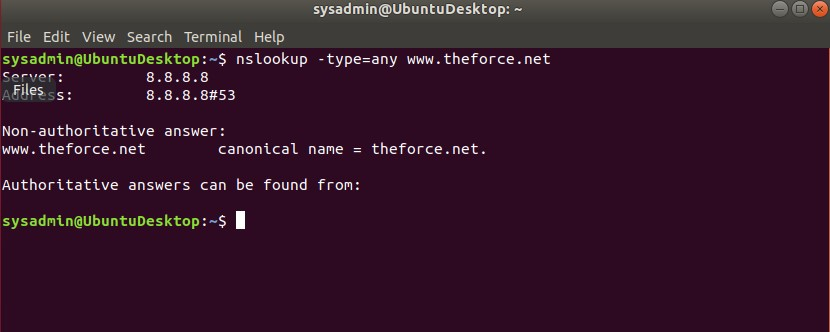 sysadmin@UbuntuDesktop: ~
File Edit View Search Terminal Help
sysadmin@UbuntuDesktop:~$ nslookup -type=any www.theforce.net
Server: 8.8.8.8
Files
Address: 8.8.8.8#53
Non-authoritative answer:
www.theforce.net canonical name = theforce.net.
Authoritative answers can be found from:
sysadmin@UbuntuDesktop:~$